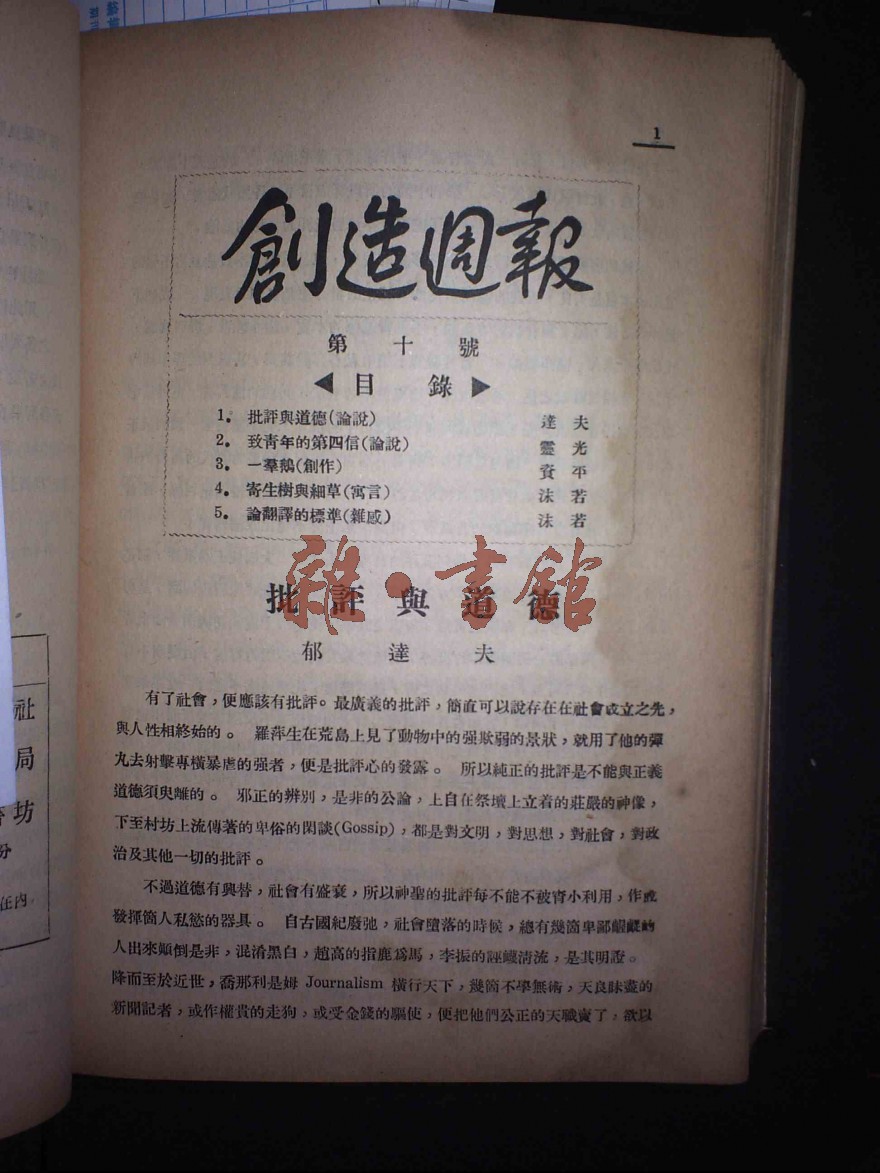 1
創造週報
第十號
◀目錄▶
1. 批評與道德(論說) 達夫
2. 致青年的第四信(論說) 靈光
3. 一羣鵝(創作) 資平
4. 寄生樹與細草(寓言) 沫若
5. 論翻譯的標準(雜感) 沫若
雜·書館
批評與道德
郁達夫
有了社會，便應該有批評。最廣義的批評，簡直可以說存在在社會成立之先，
與人性相終始的。 羅萍生在荒島上見了動物中的强欺弱的景狀，就用了他的彈
丸去射擊專橫暴虐的强者，便是批評心的發露。 所以純正的批評是不能與正義
道德須臾離的。 邪正的辨別，是非的公論，上自在祭壇上立着的莊嚴的神像，
下至村坊上流傳著的卑俗的閑談(Gossip)，都是對文明，對思想，對社會，對政
治及其他一切的批評。
不過道德有興替，社會有盛衰，所以神聖的批評每不能不被宵小利用，作成
發揮箇人私慾的器具。 自古國紀廢弛，社會墮落的時候，總有幾箇卑鄙齷齪的
人出來顚倒是非，混淆黑白，趙高的指鹿爲馬，李振的誣衊清流，是其明證。
降而至於近世，喬那利是姆 Journalism 橫行天下，幾箇不學無術，天良昧盡的
新聞記者，或作權貴的走狗，或受金錢的驅使，便把他們公正的天職賣了，欲以
社
局
坊
分
在內